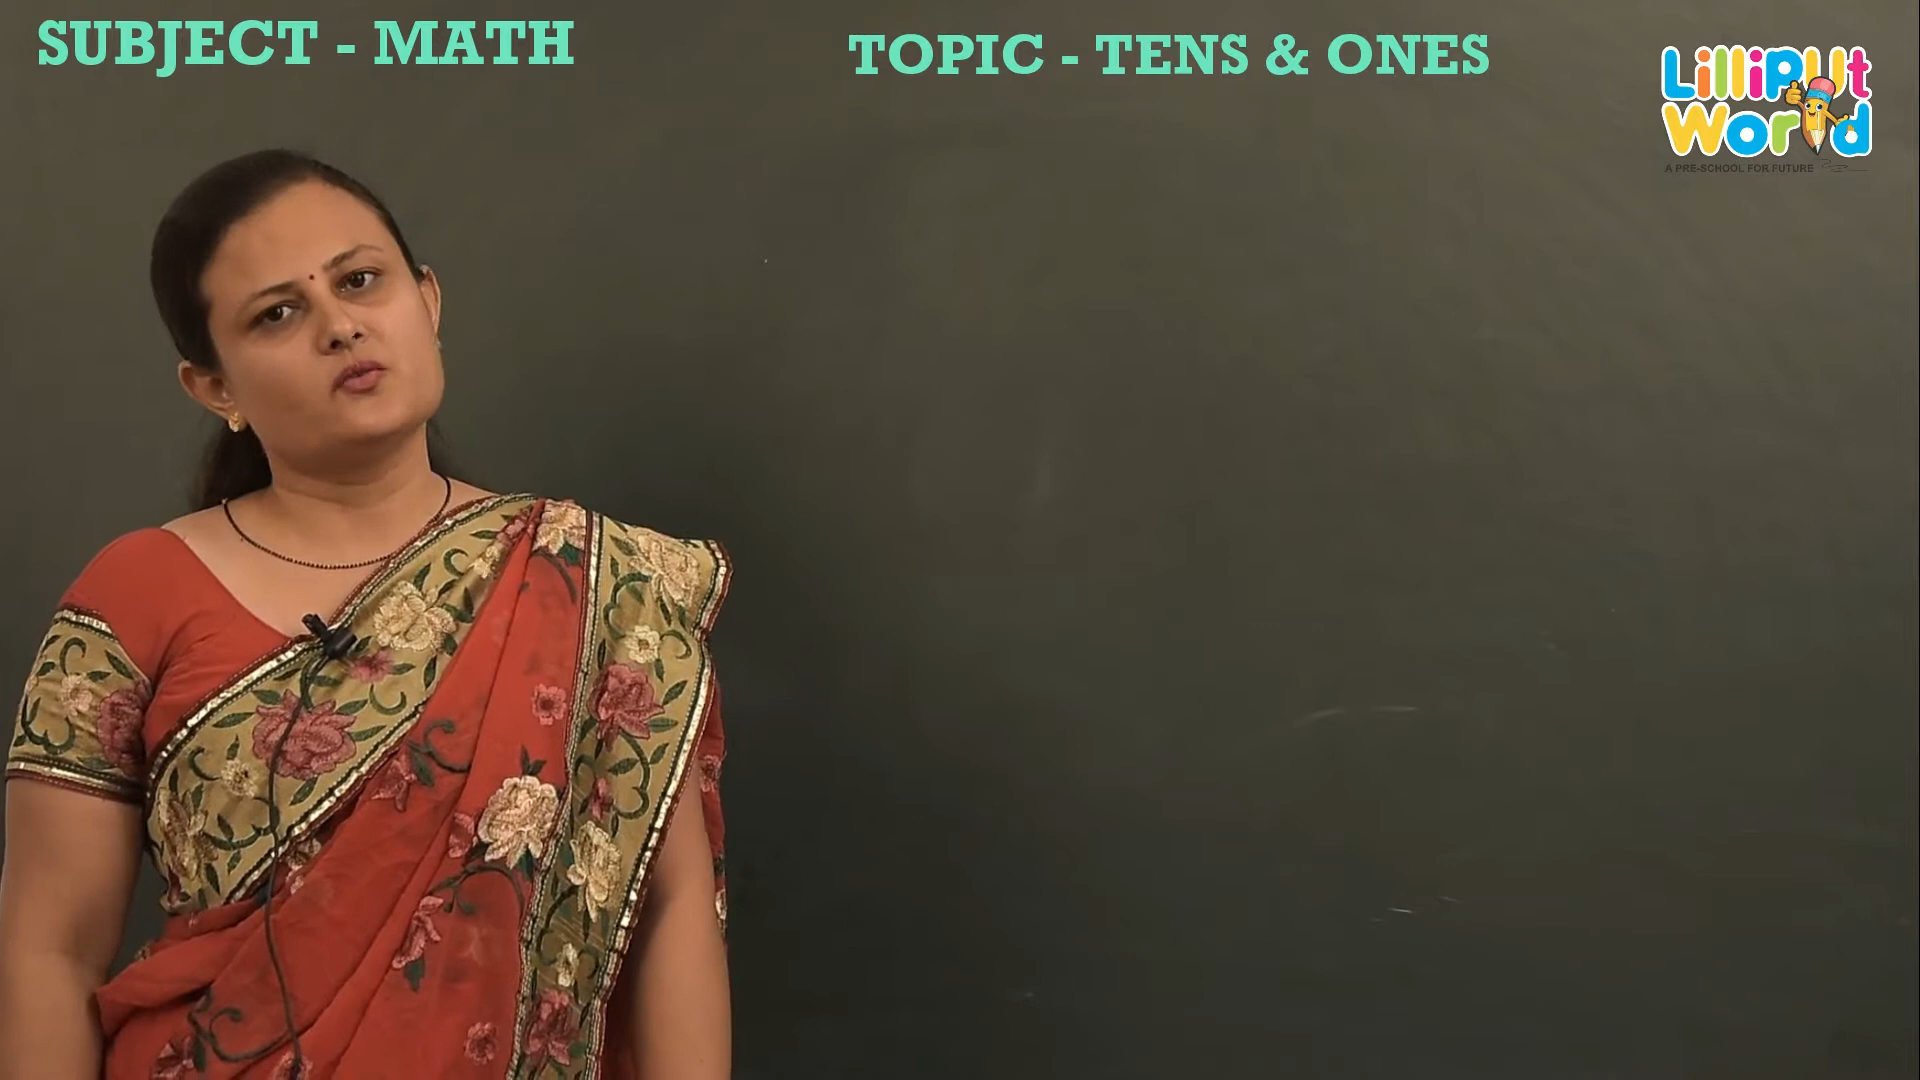 SUBJECT - MATH
TOPIC - TENS & ONES
Lilliput
World
A PRE-SCHOOL FOR FUTURE